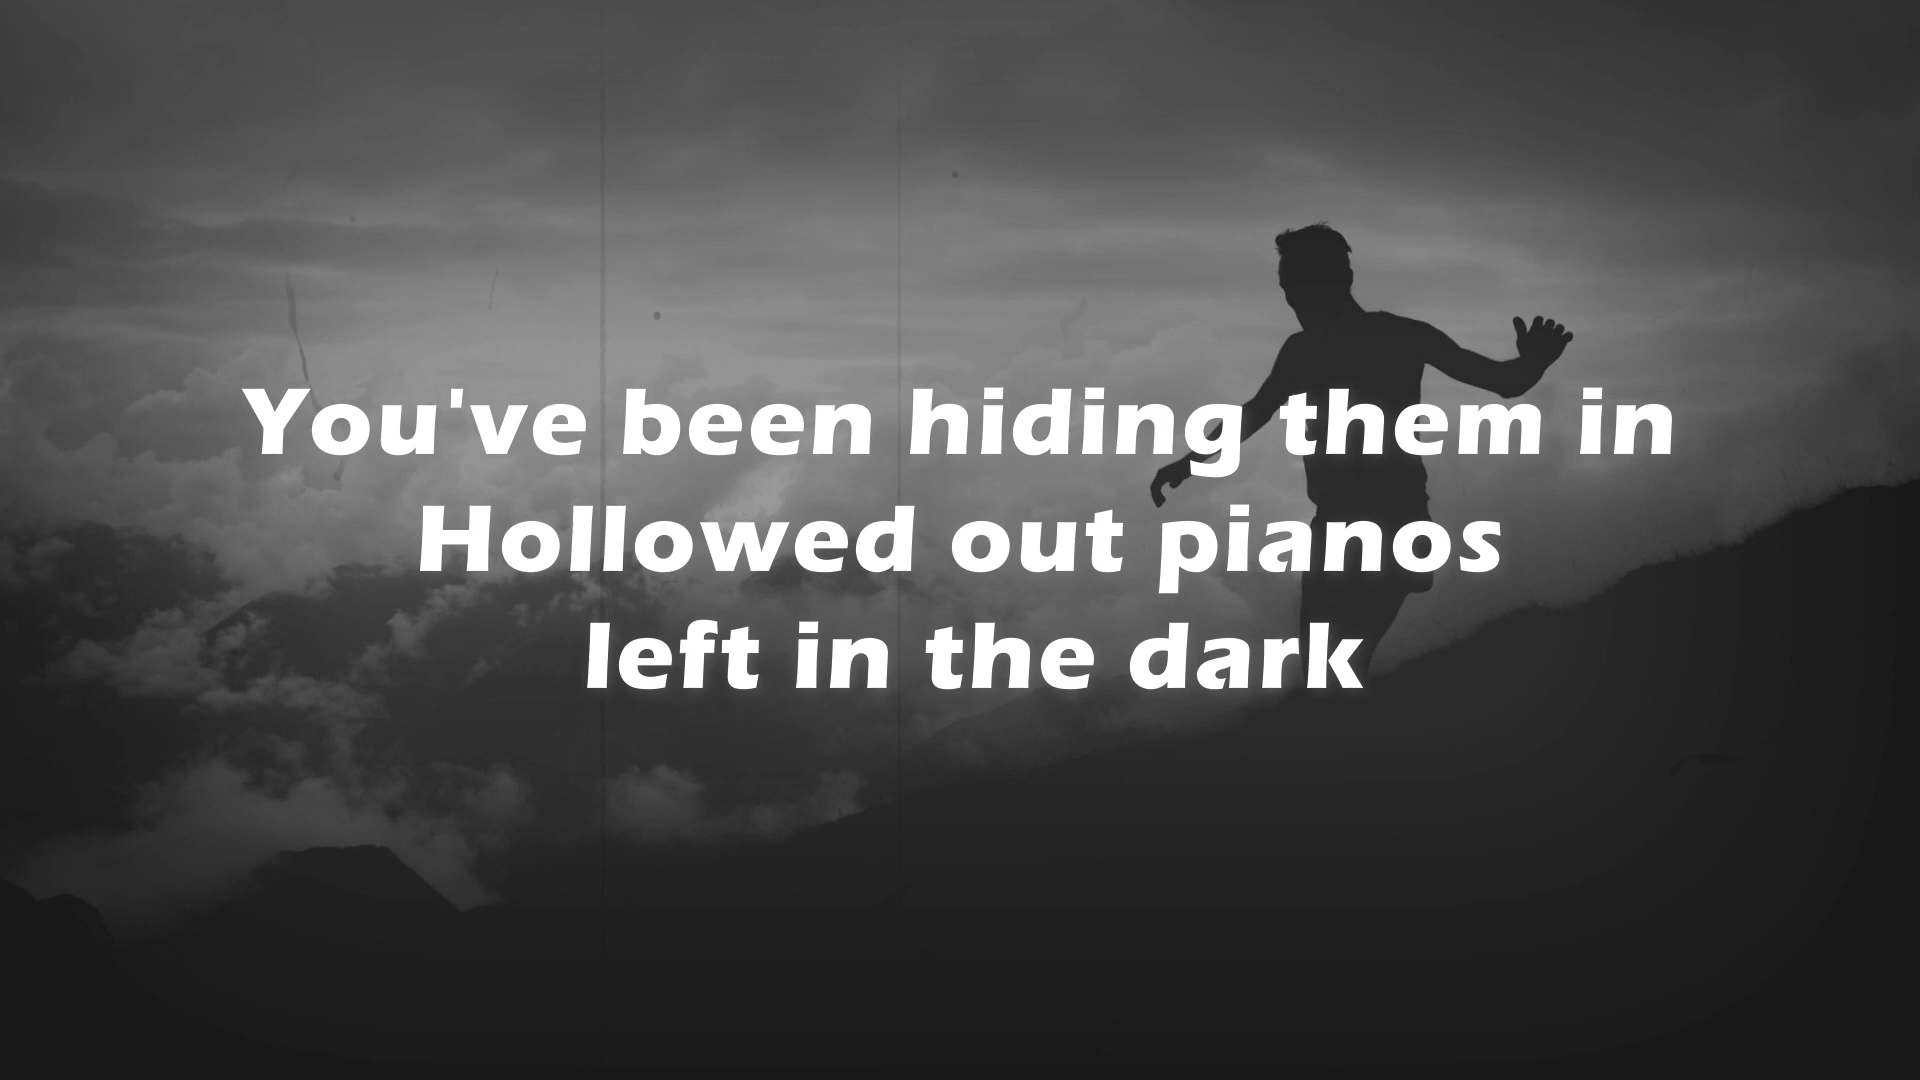 You've been hiding them in
Hollowed out pianos
left in the dark